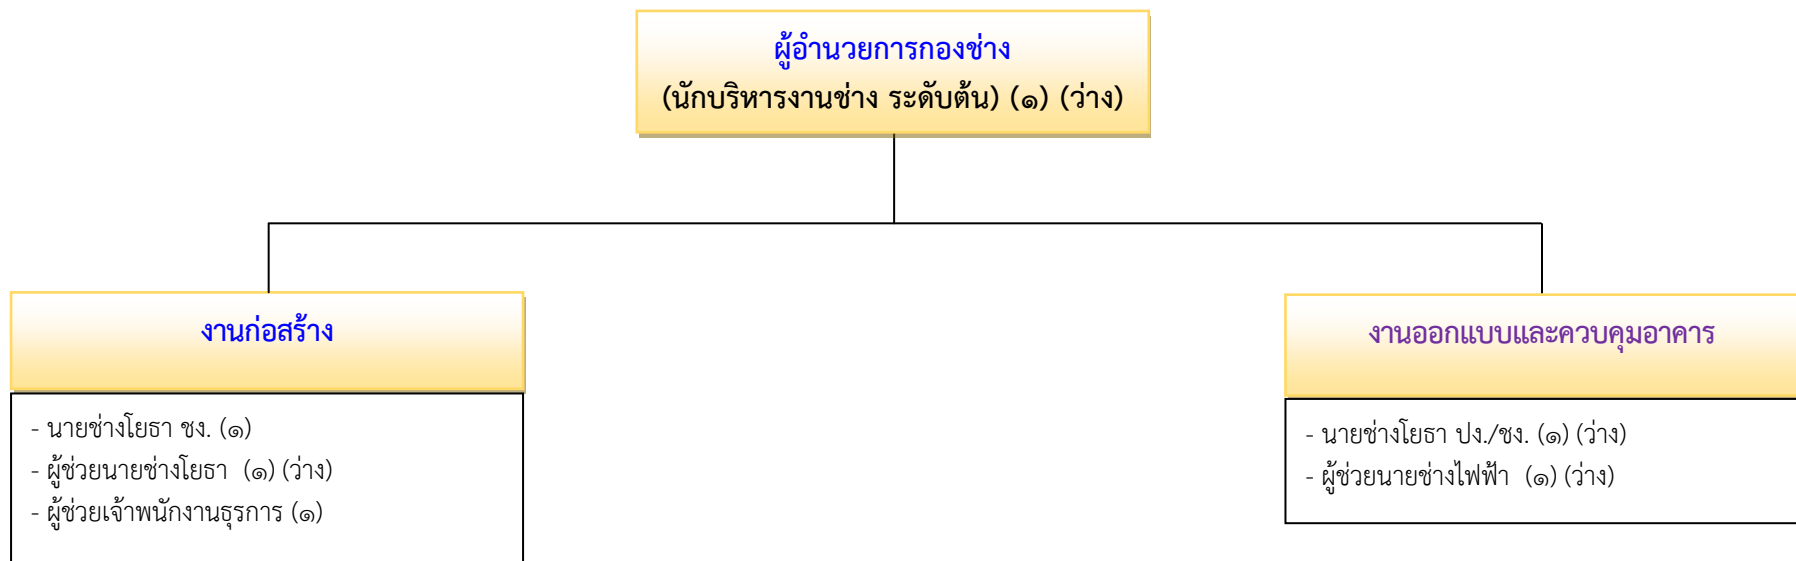 ผู้อำนวยการกองช่าง
(นักบริหารงานช่าง ระดับต้น) (๑) (ว่าง)
งานก่อสร้าง
- นายช่างโยธา ชง. (๑)
- ผู้ช่วยนายช่างโยธา (๑) (ว่าง)
- ผู้ช่วยเจ้าพนักงานธุรการ (๑)
งานออกแบบและควบคุมอาคาร
- นายช่างโยธา ปง./ชง. (๑) (ว่าง)
- ผู้ช่วยนายช่างไฟฟ้า (๑) (ว่าง)